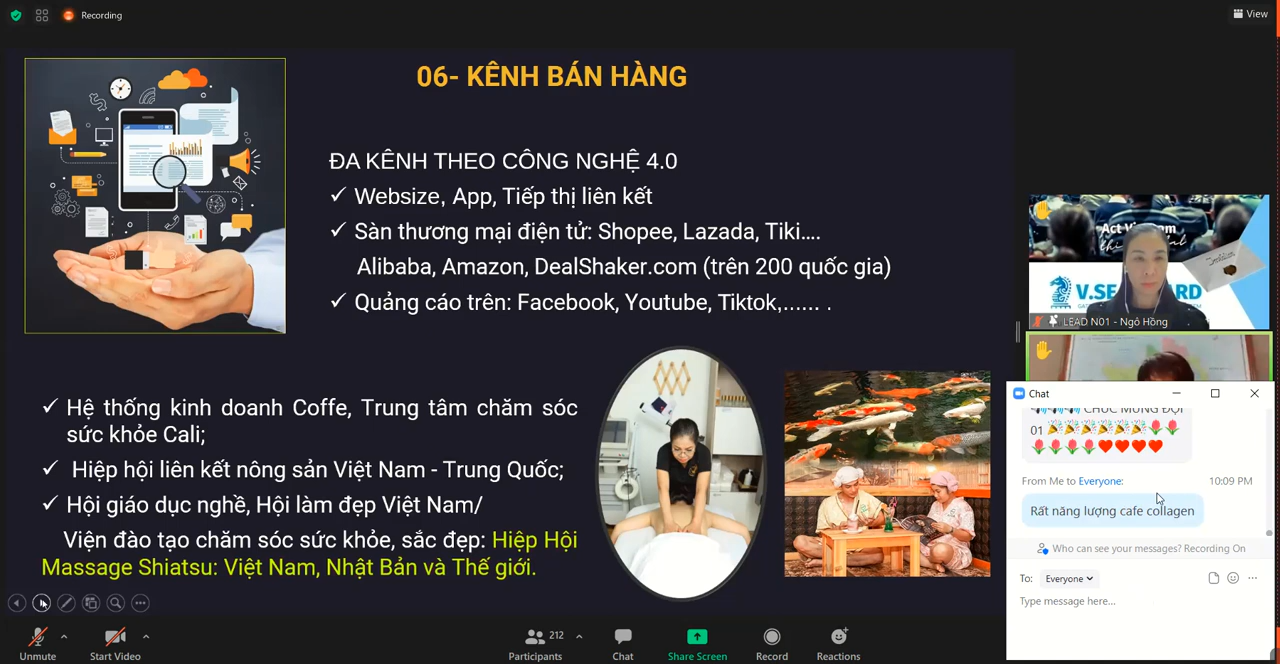 Recording
View
06- KÊNH BÁN HÀNG
ĐA KÊNH THEO CÔNG NGHỆ 4.0
✓ Websize, App, Tiếp thị liên kết
✓ Sàn thương mại điện tử: Shopee, Lazada, Tiki….
Alibaba, Amazon, DealShaker.com (trên 200 quốc gia)
✓ Quảng cáo trên: Facebook, Youtube, Tiktok,...... .
✓ Hệ thống kinh doanh Coffe, Trung tâm chăm sóc
sức khỏe Cali;
✓ Hiệp hội liên kết nông sản Việt Nam - Trung Quốc;
✓ Hội giáo dục nghề, Hội làm đẹp Việt Nam/
Viện đào tạo chăm sóc sức khỏe, sắc đẹp: Hiệp Hội
Massage Shiatsu: Việt Nam, Nhật Bản và Thế giới.
Act
V.SE
LEAD N01 - Ngô Hồng
Chat
CHÚC MỪNG ĐỘI
01 🎉🎉🎉🎉🎉🎉🌷🌷
🌷🌷🌷🌷❤️❤️❤️❤️
From Me to Everyone:
10:09 PM
Rất năng lượng cafe collagen
Who can see your messages? Recording On
To: Everyone
Type message here...
Unmute
Start Video
212
Participants
Chat
Share Screen
Record
Reactions